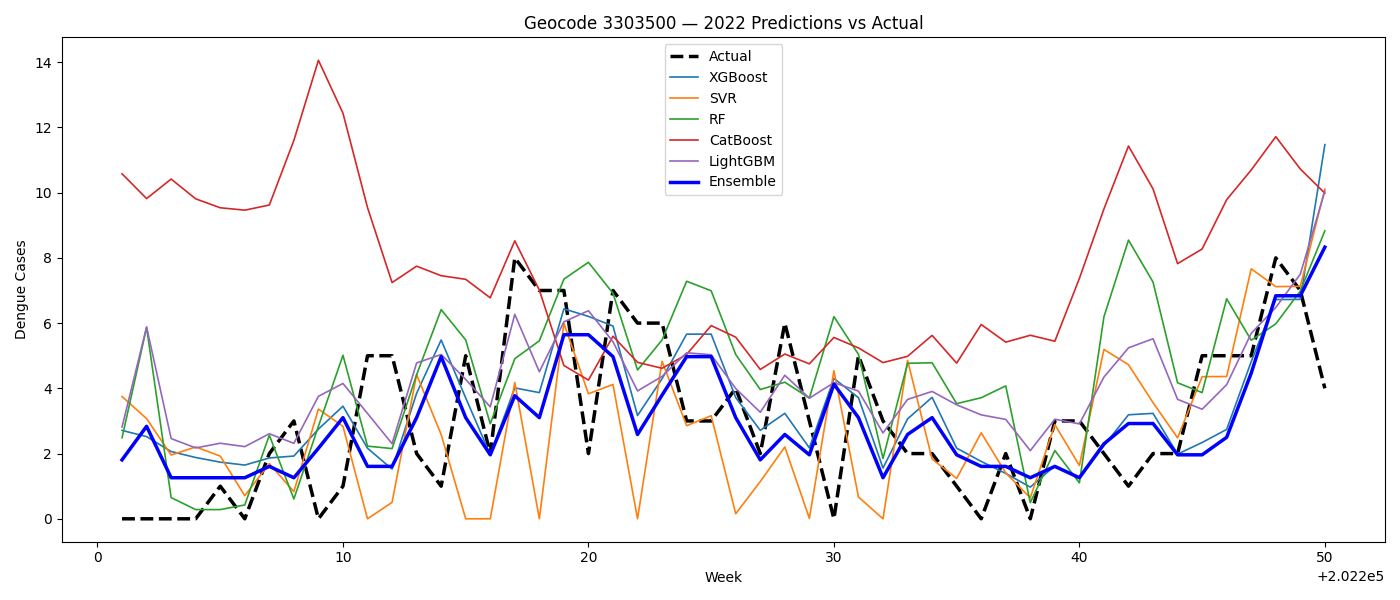 Geocode 3303500 — 2022 Predictions vs Actual
Dengue Cases
14
12
10
8
6
4
2
0
Actual
XGBoost
SVR
RF
CatBoost
LightGBM
Ensemble
0 10 20 30 40 50
Week
+2.022e5